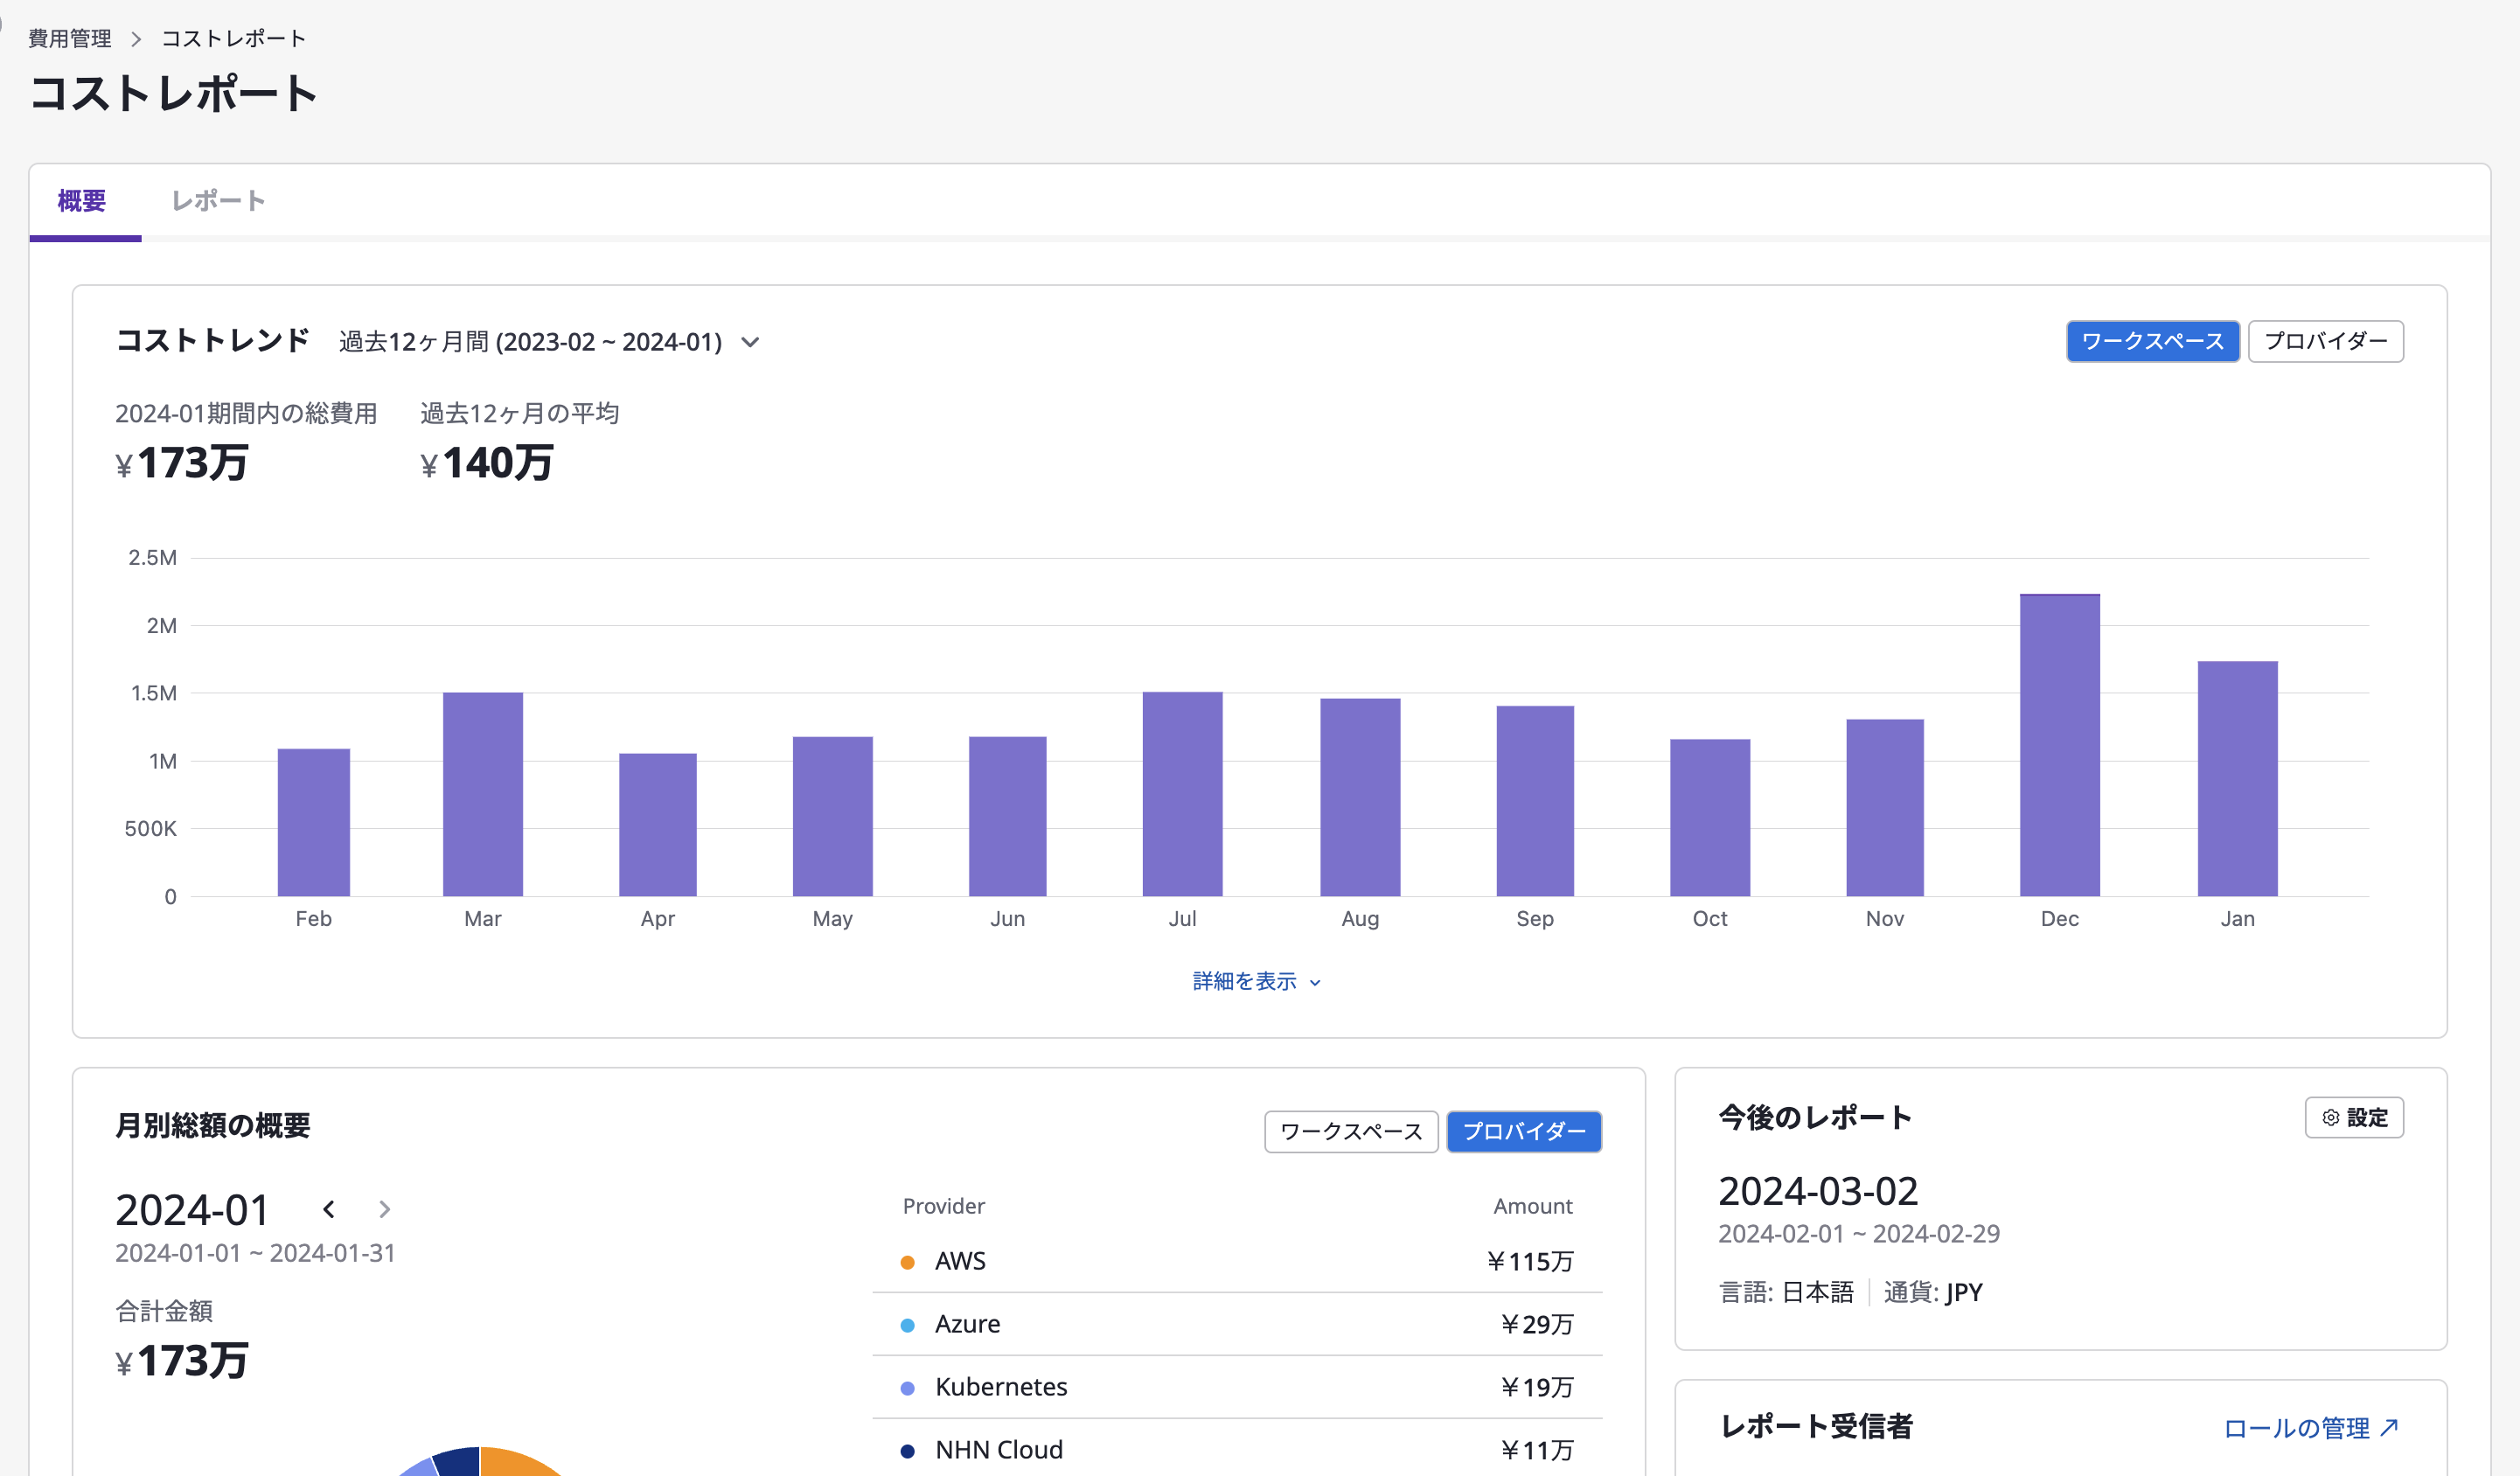 費用管理 > コストレポート
コストレポート
概要 レポート
コストトレンド 過去12ヶ月間 (2023-02 ~ 2024-01)
ワークスペース プロバイダー
2024-01期間内の総費用 過去12ヶ月の平均
¥173万 ¥140万
2.5M
2M
1.5M
1M
500K
0
Feb Mar Apr May Jun Jul Aug Sep Oct Nov Dec Jan
詳細を表示
月別総額の概要
ワークスペース プロバイダー
2024-01
2024-01-01 ~ 2024-01-31
合計金額
¥173万
Provider Amount
AWS ¥115万
Azure ¥29万
Kubernetes ¥19万
NHN Cloud ¥11万
今後のレポート
設定
2024-03-02
2024-02-01 ~ 2024-02-29
言語: 日本語 通貨: JPY
レポート受信者
ロールの管理